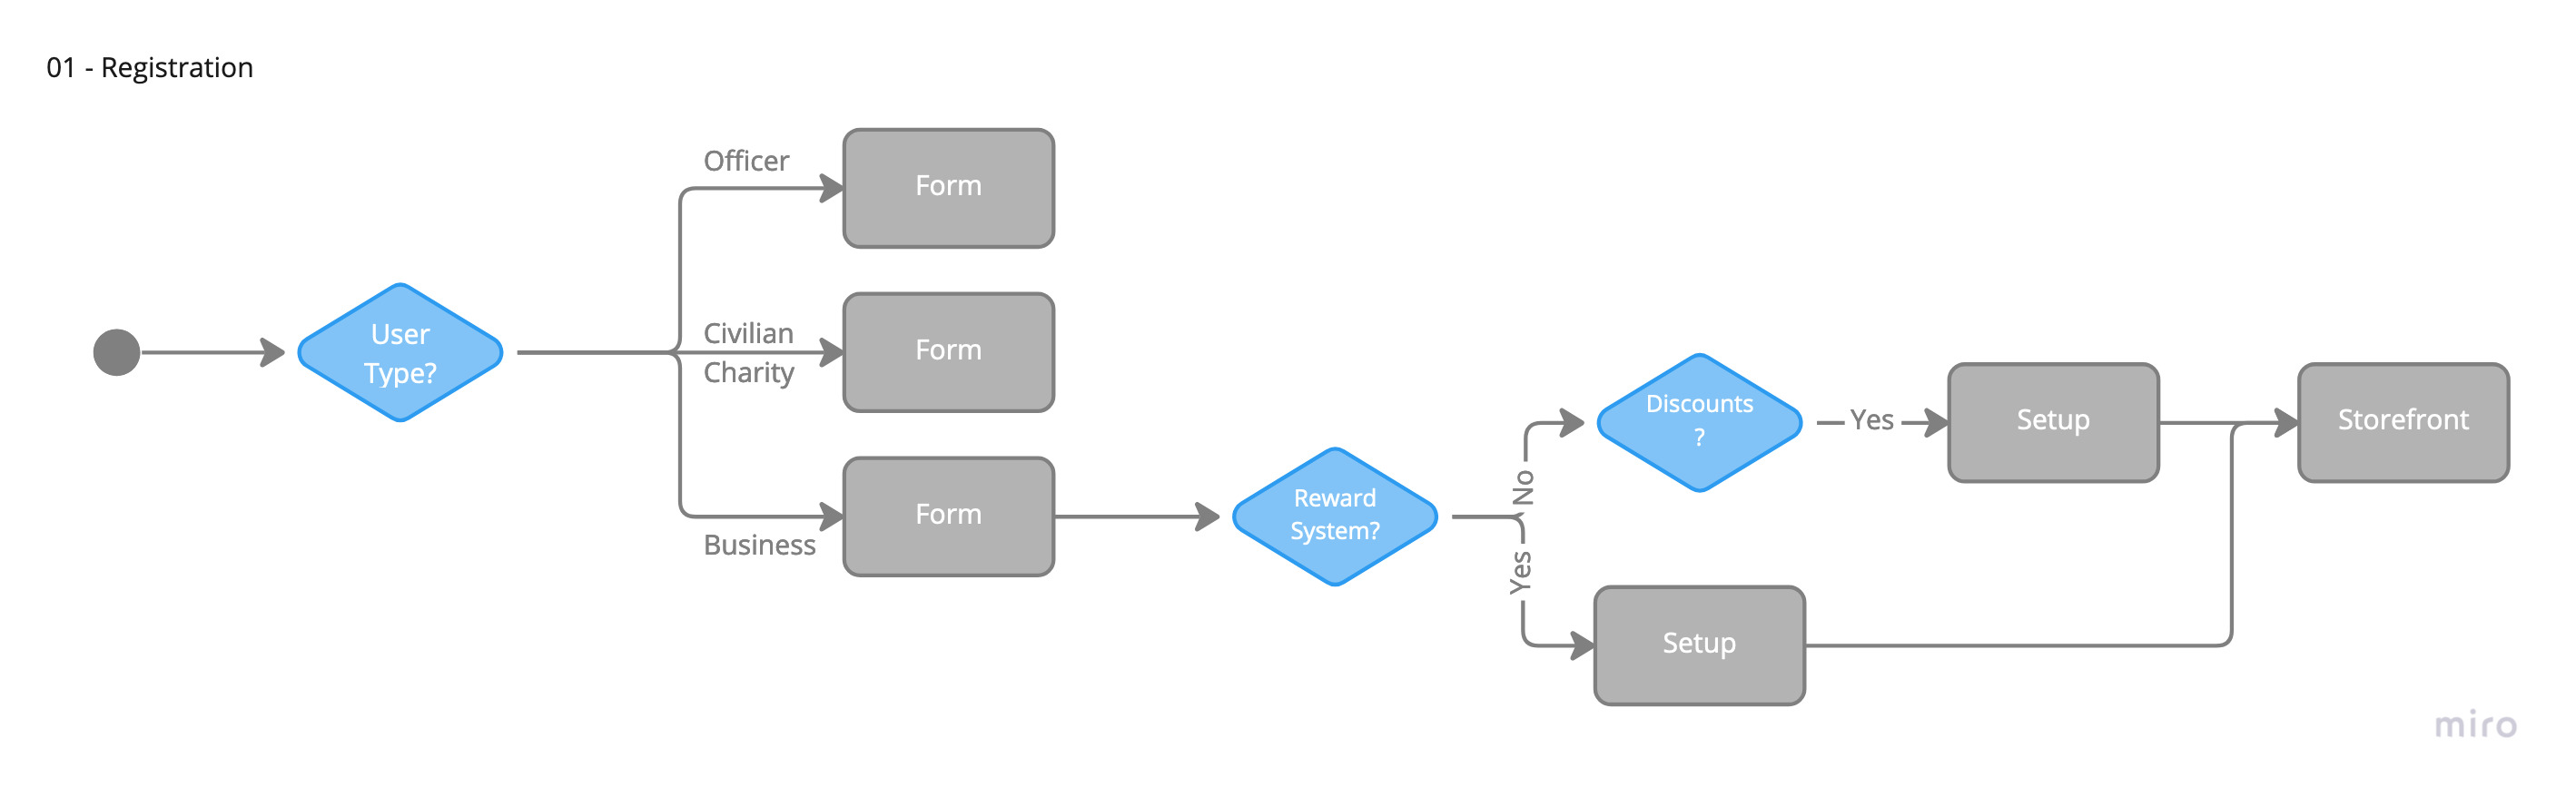 01 - Registration
Officer
Form
User
Type?
Civilian
Charity
Form
Business
Form
Reward
System?
No
Yes
Discounts
?
Yes
Setup
Storefront
Setup
miro